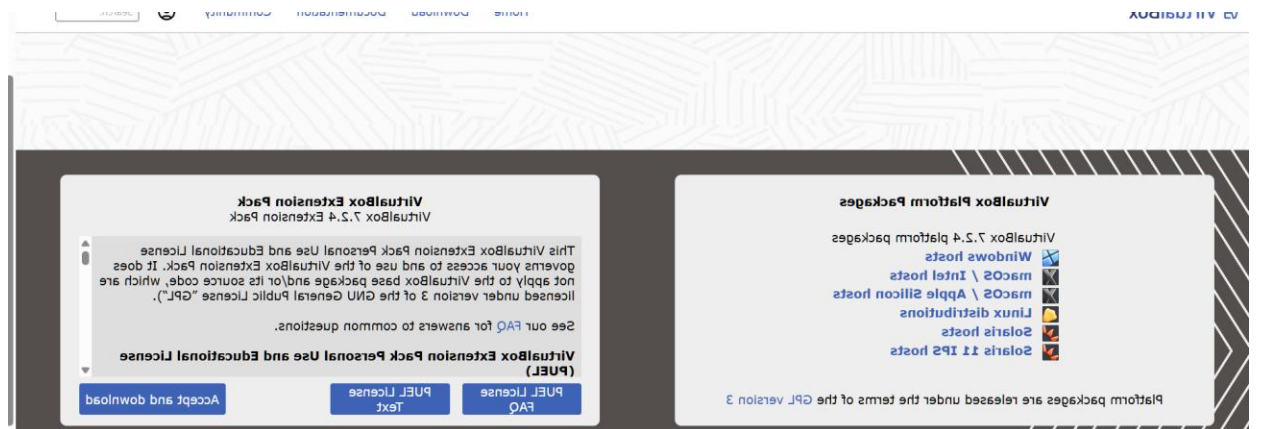 VirtualBox
Home Download Documentation Community
Search...
VirtualBox Platform Packages
VirtualBox 7.2.4 platform packages
Windows hosts
macOS / Intel hosts
macOS / Apple Silicon hosts
Linux distributions
Solaris hosts
Solaris 11 IPS hosts
Platform packages are released under the terms of the GPL version 3
VirtualBox Extension Pack
VirtualBox 7.2.4 Extension Pack
This VirtualBox Extension Pack Personal Use and Educational License
governs your access to and use of the VirtualBox Extension Pack. It does
not apply to the VirtualBox base package and/or its source code, which are
licensed under version 3 of the GNU General Public License "GPL").
See our FAQ for answers to common questions.
VirtualBox Extension Pack Personal Use and Educational License
(PUEL)
PUEL License
FAQ
PUEL License
Text
Accept and download